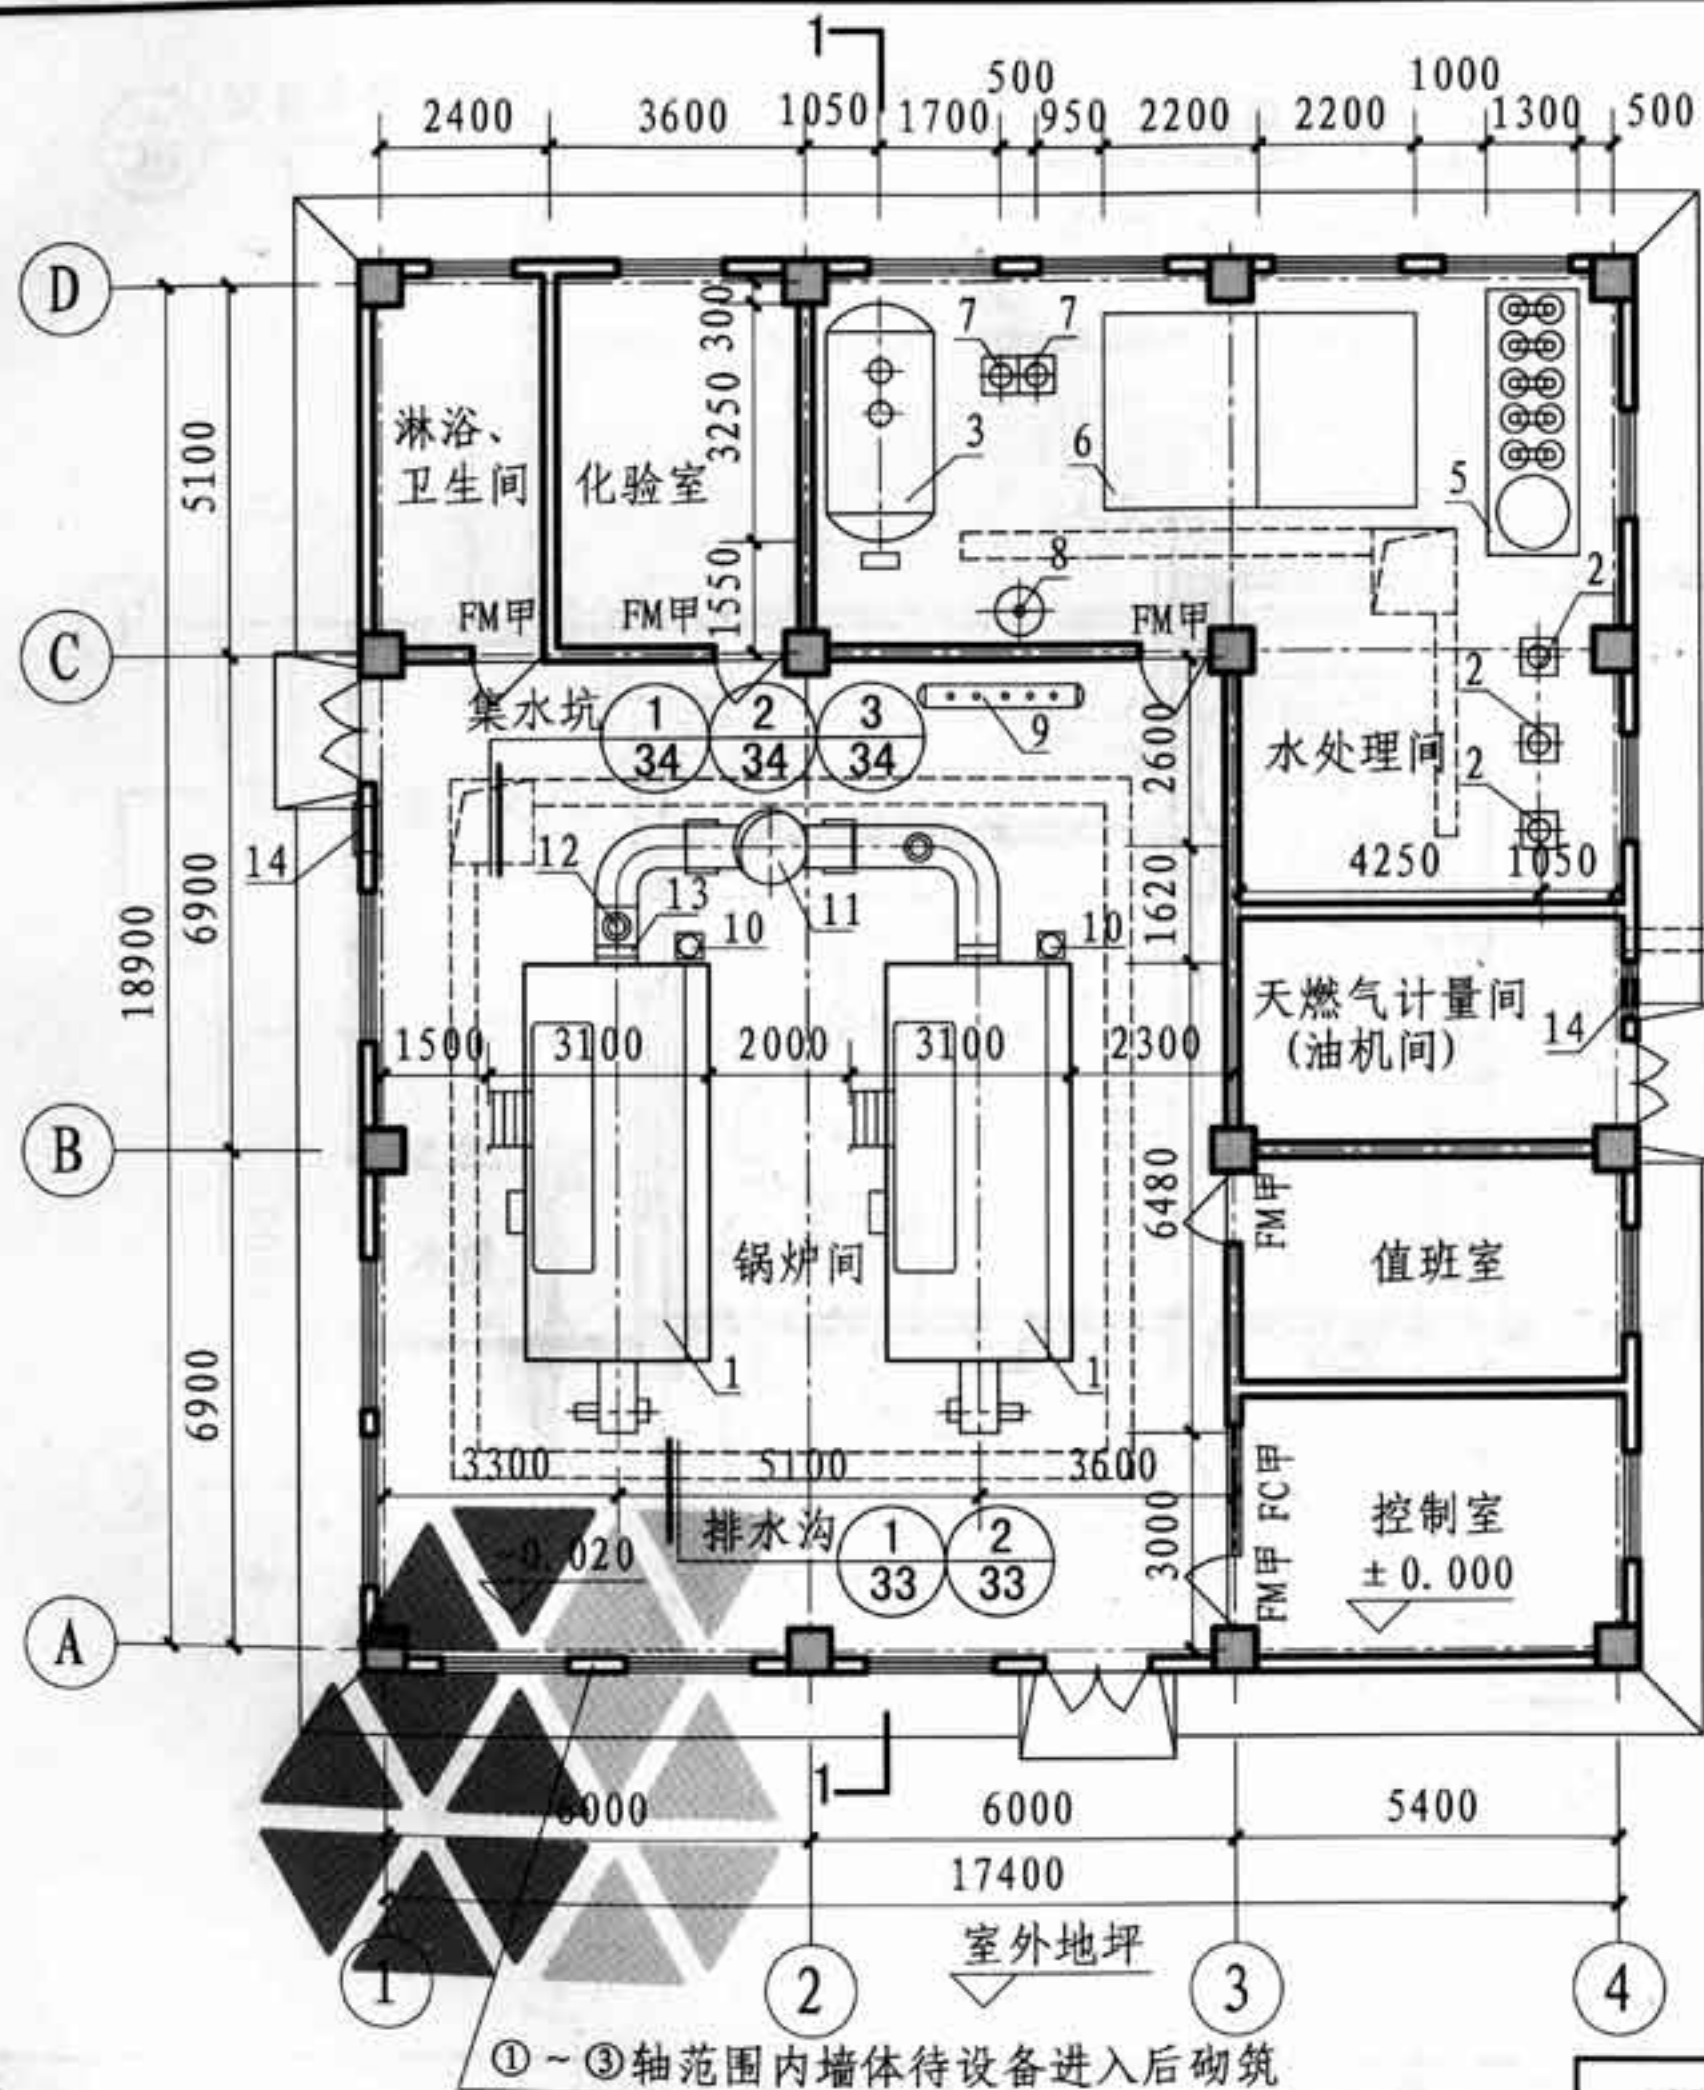 1
500
1000
2400 3600 1050 1700 950 2200 2200 1300 500
D
7 7
300
淋浴、
卫生间
化验室
3250
3
6
5
5100
8
2
1550
FM甲 FM甲 FM甲
C
集水坑
1 2 3
34 34 34
9
2
2600
水处理间
2
14
12
13
11
4250 1050
6900
18900
10 10
1620
天燃气计量间
(油机间)
14
1500 3100 2000 3100 2300
B
6480
FM甲
锅炉间
值班室
1 1
6900
3300 5100 3600
FC甲
排水沟
1 2
33 33
-0.020
3000
控制室
±0.000
FM甲
A
1
6000 6000 5400
17400
室外地坪
1 2 3 4
①~③轴范围内墙体待设备进入后砌筑